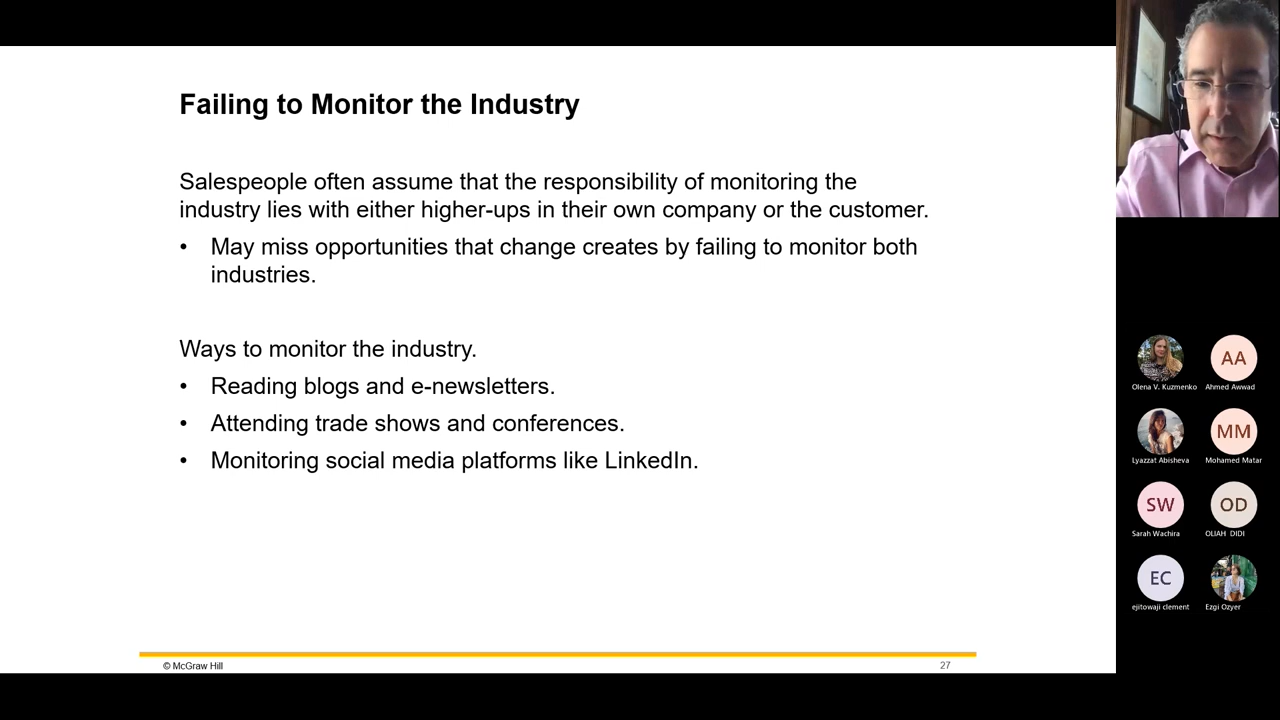 Failing to Monitor the Industry
Salespeople often assume that the responsibility of monitoring the
industry lies with either higher-ups in their own company or the customer.
• May miss opportunities that change creates by failing to monitor both
industries.
Ways to monitor the industry.
• Reading blogs and e-newsletters.
• Attending trade shows and conferences.
• Monitoring social media platforms like LinkedIn.
© McGraw Hill
27
AA
Olena V. Kuzmenko
Ahmed Awwad
MM
Lyazzat Abisheva
Mohamed Matar
SW
OD
Sarah Wachira
OLIAH DIDI
EC
ejitowaji clement
Ezgi Ozyer